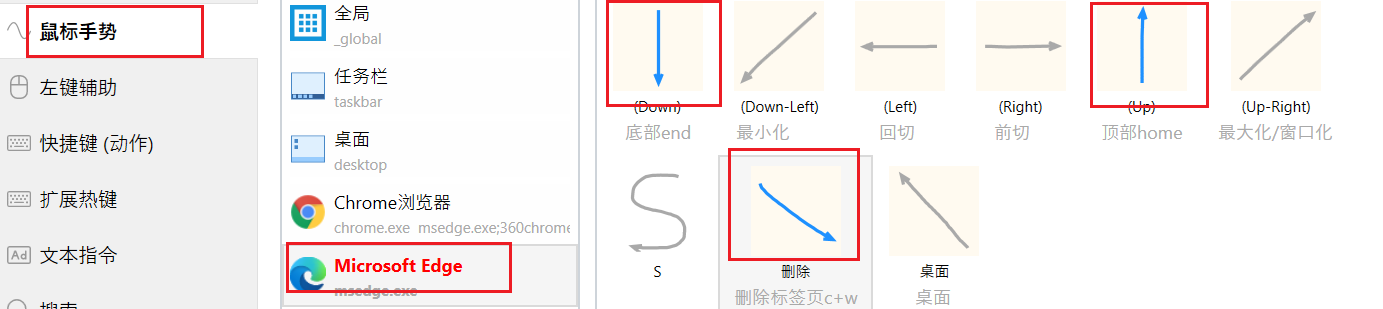 鼠标手势
左键辅助
快捷键 (动作)
扩展热键
Ad 文本指令
全局
_global
任务栏
taskbar
桌面
desktop
Chrome浏览器
chrome.exe msedge.exe;360chrome
Microsoft Edge
msedge.exe
(Down)
底部end
(Down-Left)
最小化
(Left)
回切
(Right)
前切
(Up)
顶部home
(Up-Right)
最大化/窗口化
S
删除
删除标签页c+w
桌面
桌面